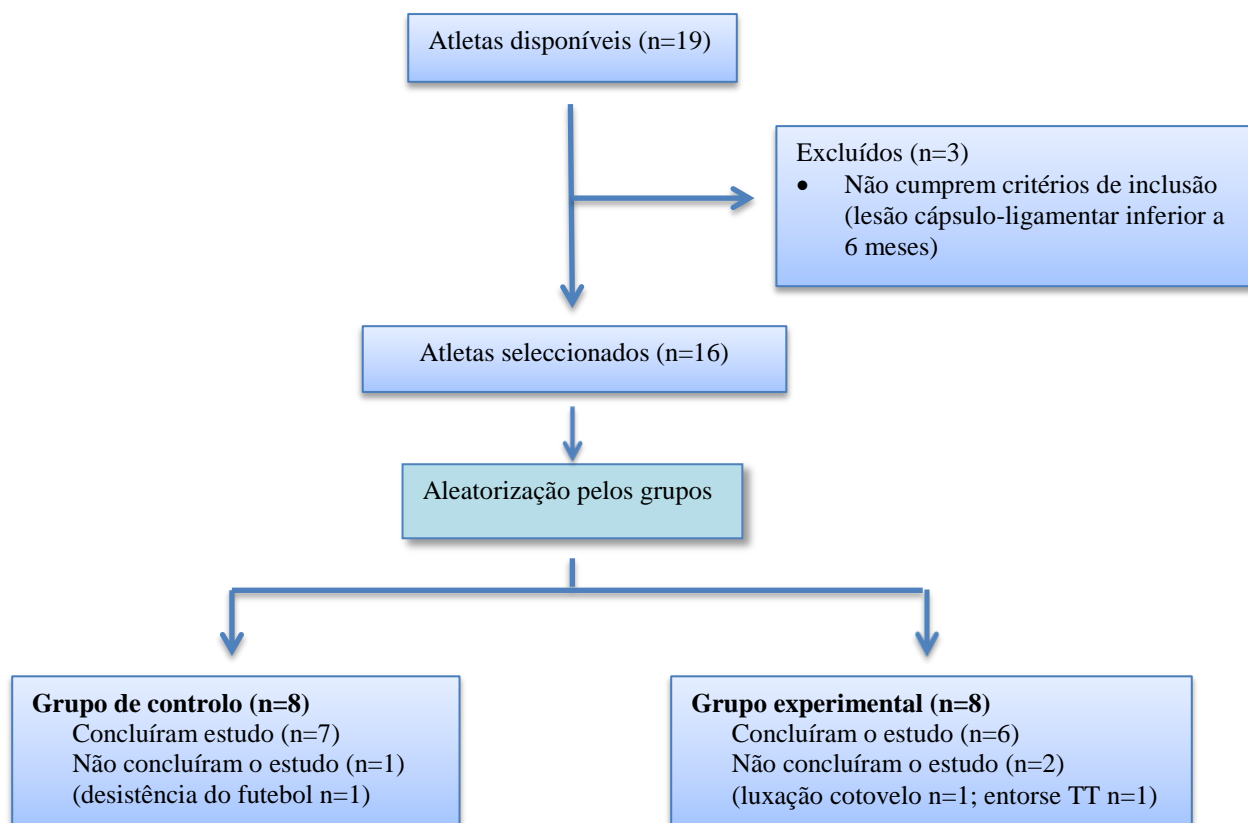 Atletas disponíveis (n=19)
Excluídos (n=3)
• Não cumprem critérios de inclusão
(lesão cápsulo-ligamentar inferior a
6 meses)
Atletas seleccionados (n=16)
Aleatorização pelos grupos
Grupo de controlo (n=8)
Concluíram estudo (n=7)
Não concluíram o estudo (n=1)
(desistência do futebol n=1)
Grupo experimental (n=8)
Concluíram o estudo (n=6)
Não concluíram o estudo (n=2)
(luxação cotovelo n=1; entorse TT n=1)